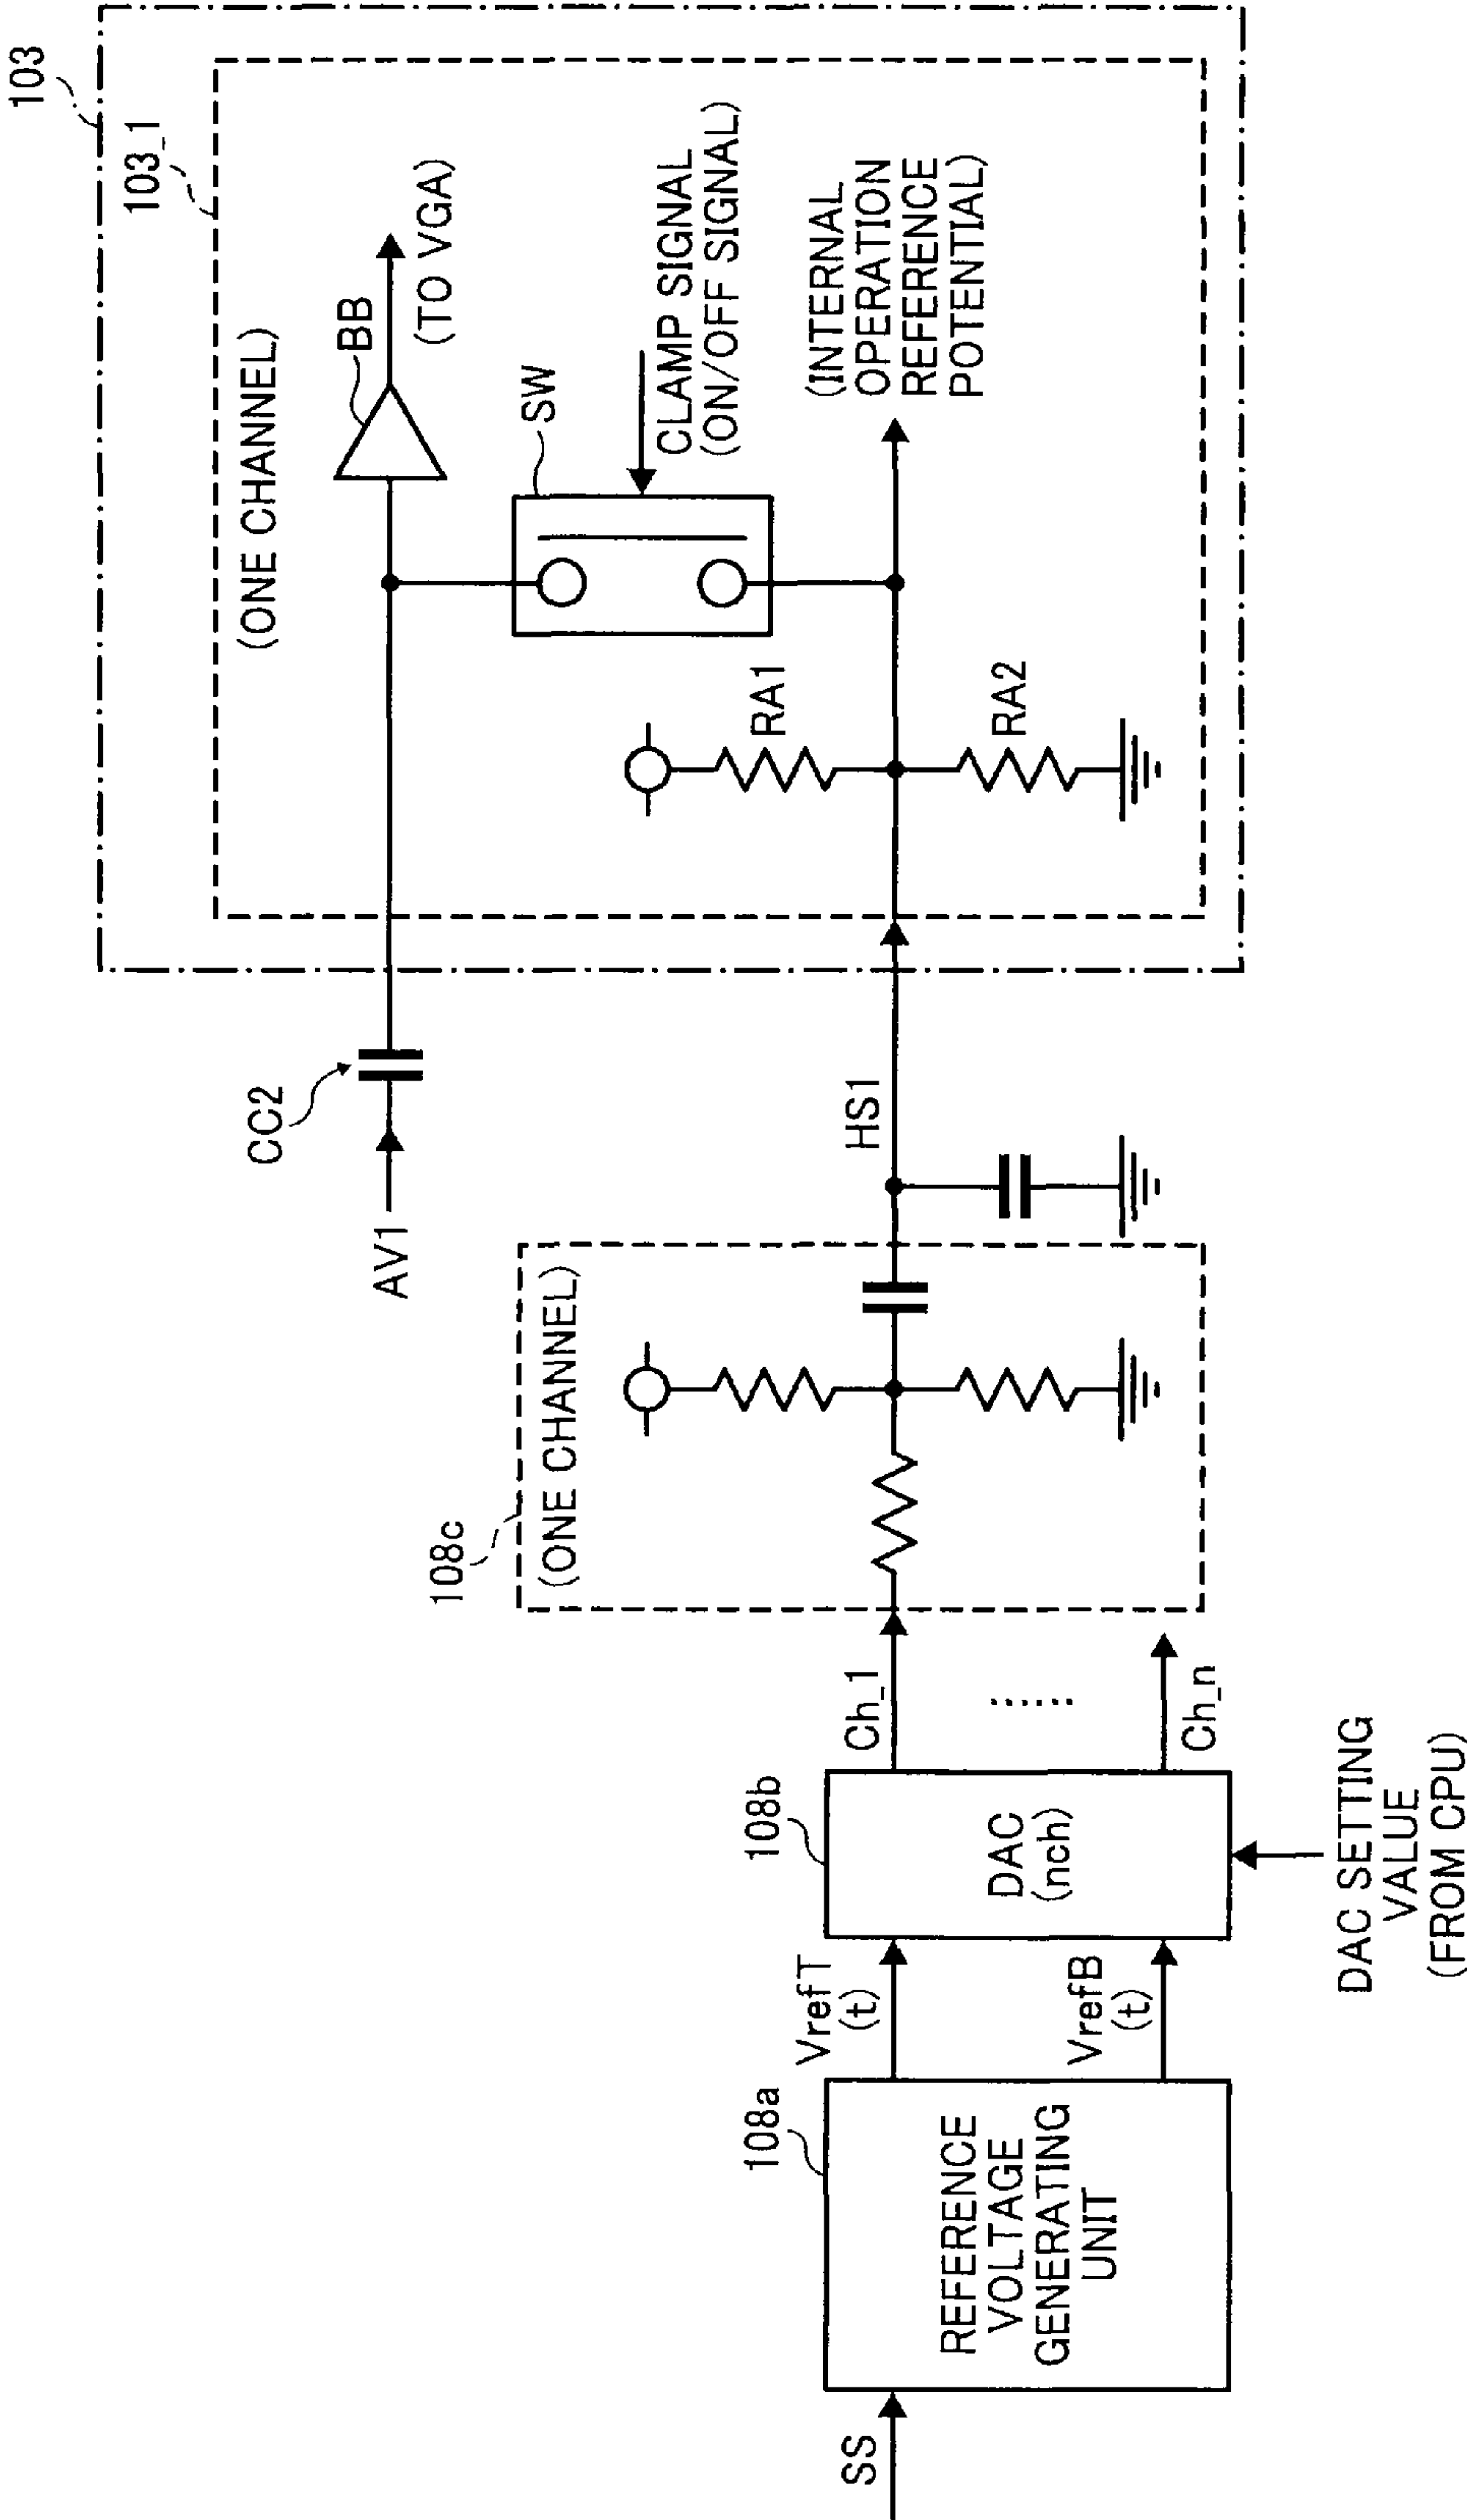 103
103_1
(ONE CHANNEL)
BB
(TO VGA)
SW
CLAMP SIGNAL
(ON/OFF SIGNAL)
(INTERNAL
OPERATION
REFERENCE
POTENTIAL)
RA1
RA2
CC2
AV1
HS1
108c
(ONE CHANNEL)
Ch_1
Ch_n
108b
DAC
(nch)
DAC SETTING
VALUE
(FROM CPU)
VrefT
(t)
VrefB
(t)
108a
REFERENCE
VOLTAGE
GENERATING
UNIT
SS